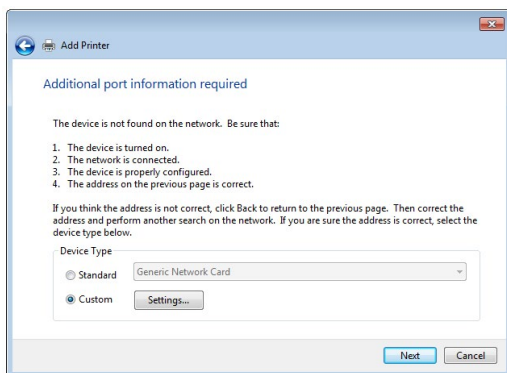 Add Printer
Additional port information required
The device is not found on the network. Be sure that:
1. The device is turned on.
2. The network is connected.
3. The device is properly configured.
4. The address on the previous page is correct.
If you think the address is not correct, click Back to return to the previous page. Then correct the
address and perform another search on the network. If you are sure the address is correct, select the
device type below.
Device Type
Standard
Generic Network Card
Custom
Settings...
Next
Cancel